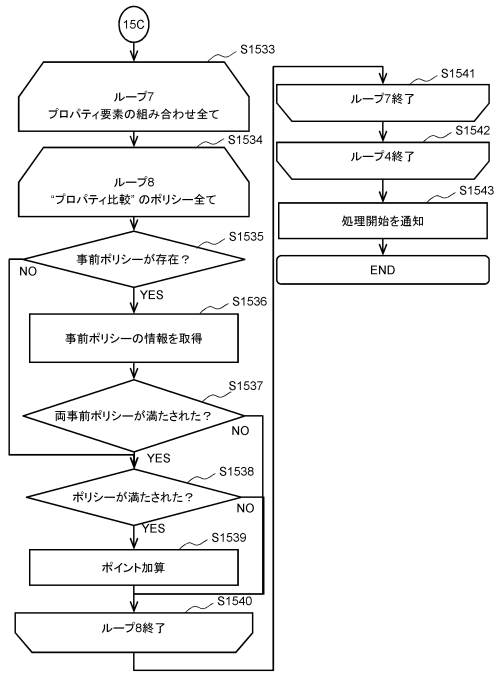 15C
S1533
ループ7
プロパティ要素の組み合わせ全て
S1534
ループ8
“プロパティ比較” のポリシー全て
S1535
事前ポリシーが存在？
NO
YES
S1536
事前ポリシーの情報を取得
S1537
両事前ポリシーが満たされた？
NO
YES
S1538
ポリシーが満たされた？
NO
YES
S1539
ポイント加算
S1540
ループ8終了
S1541
ループ7終了
S1542
ループ4終了
S1543
処理開始を通知
END